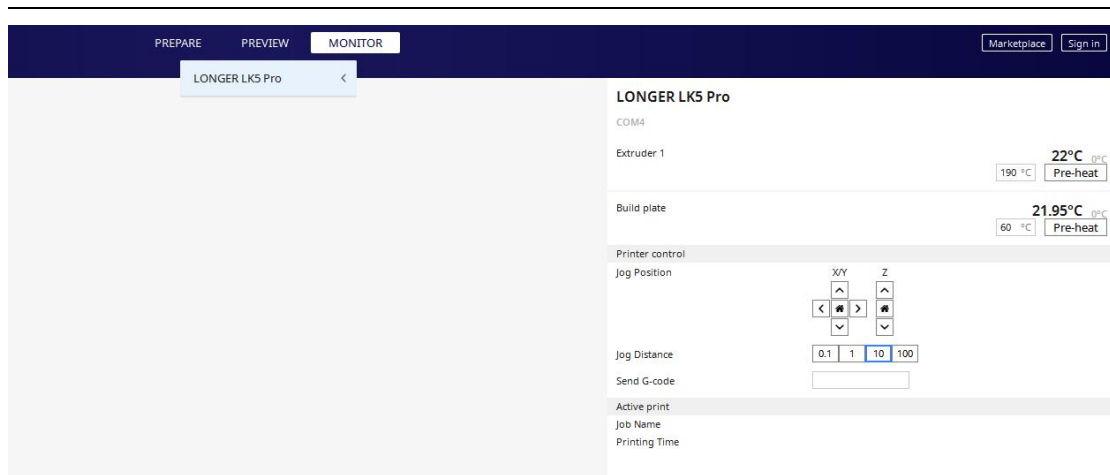 PREPARE PREVIEW MONITOR Marketplace Sign in
LONGER LK5 Pro
LONGER LK5 Pro
COM4
Extruder 1 22°C 0°C
190 °C Pre-heat
Build plate 21.95°C 0°C
60 °C Pre-heat
Printer control
Jog Position X/Y Z
Jog Distance 0.1 1 10 100
Send G-code
Active print
Job Name
Printing Time